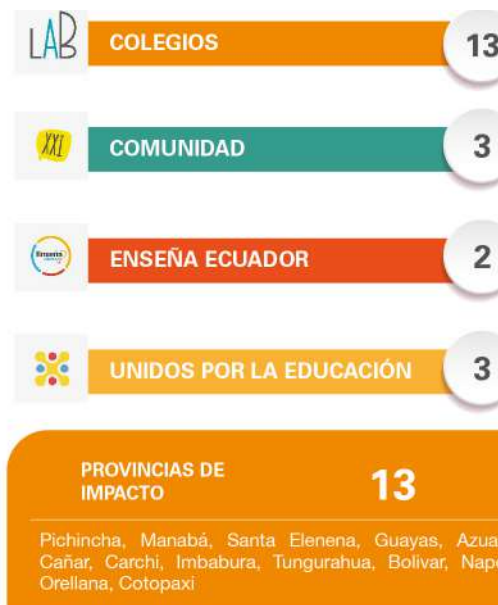 LAB COLEGIOS 13
XXI COMUNIDAD 3
Enseña ENSEÑA ECUADOR 2
UNIDOS POR LA EDUCACIÓN 3
PROVINCIAS DE
IMPACTO 13
Pichincha, Manabá, Santa Elenena, Guayas, Azua
Cañar, Carchi, Imbabura, Tungurahua, Bolivar, Nap
Orellana, Cotopaxi